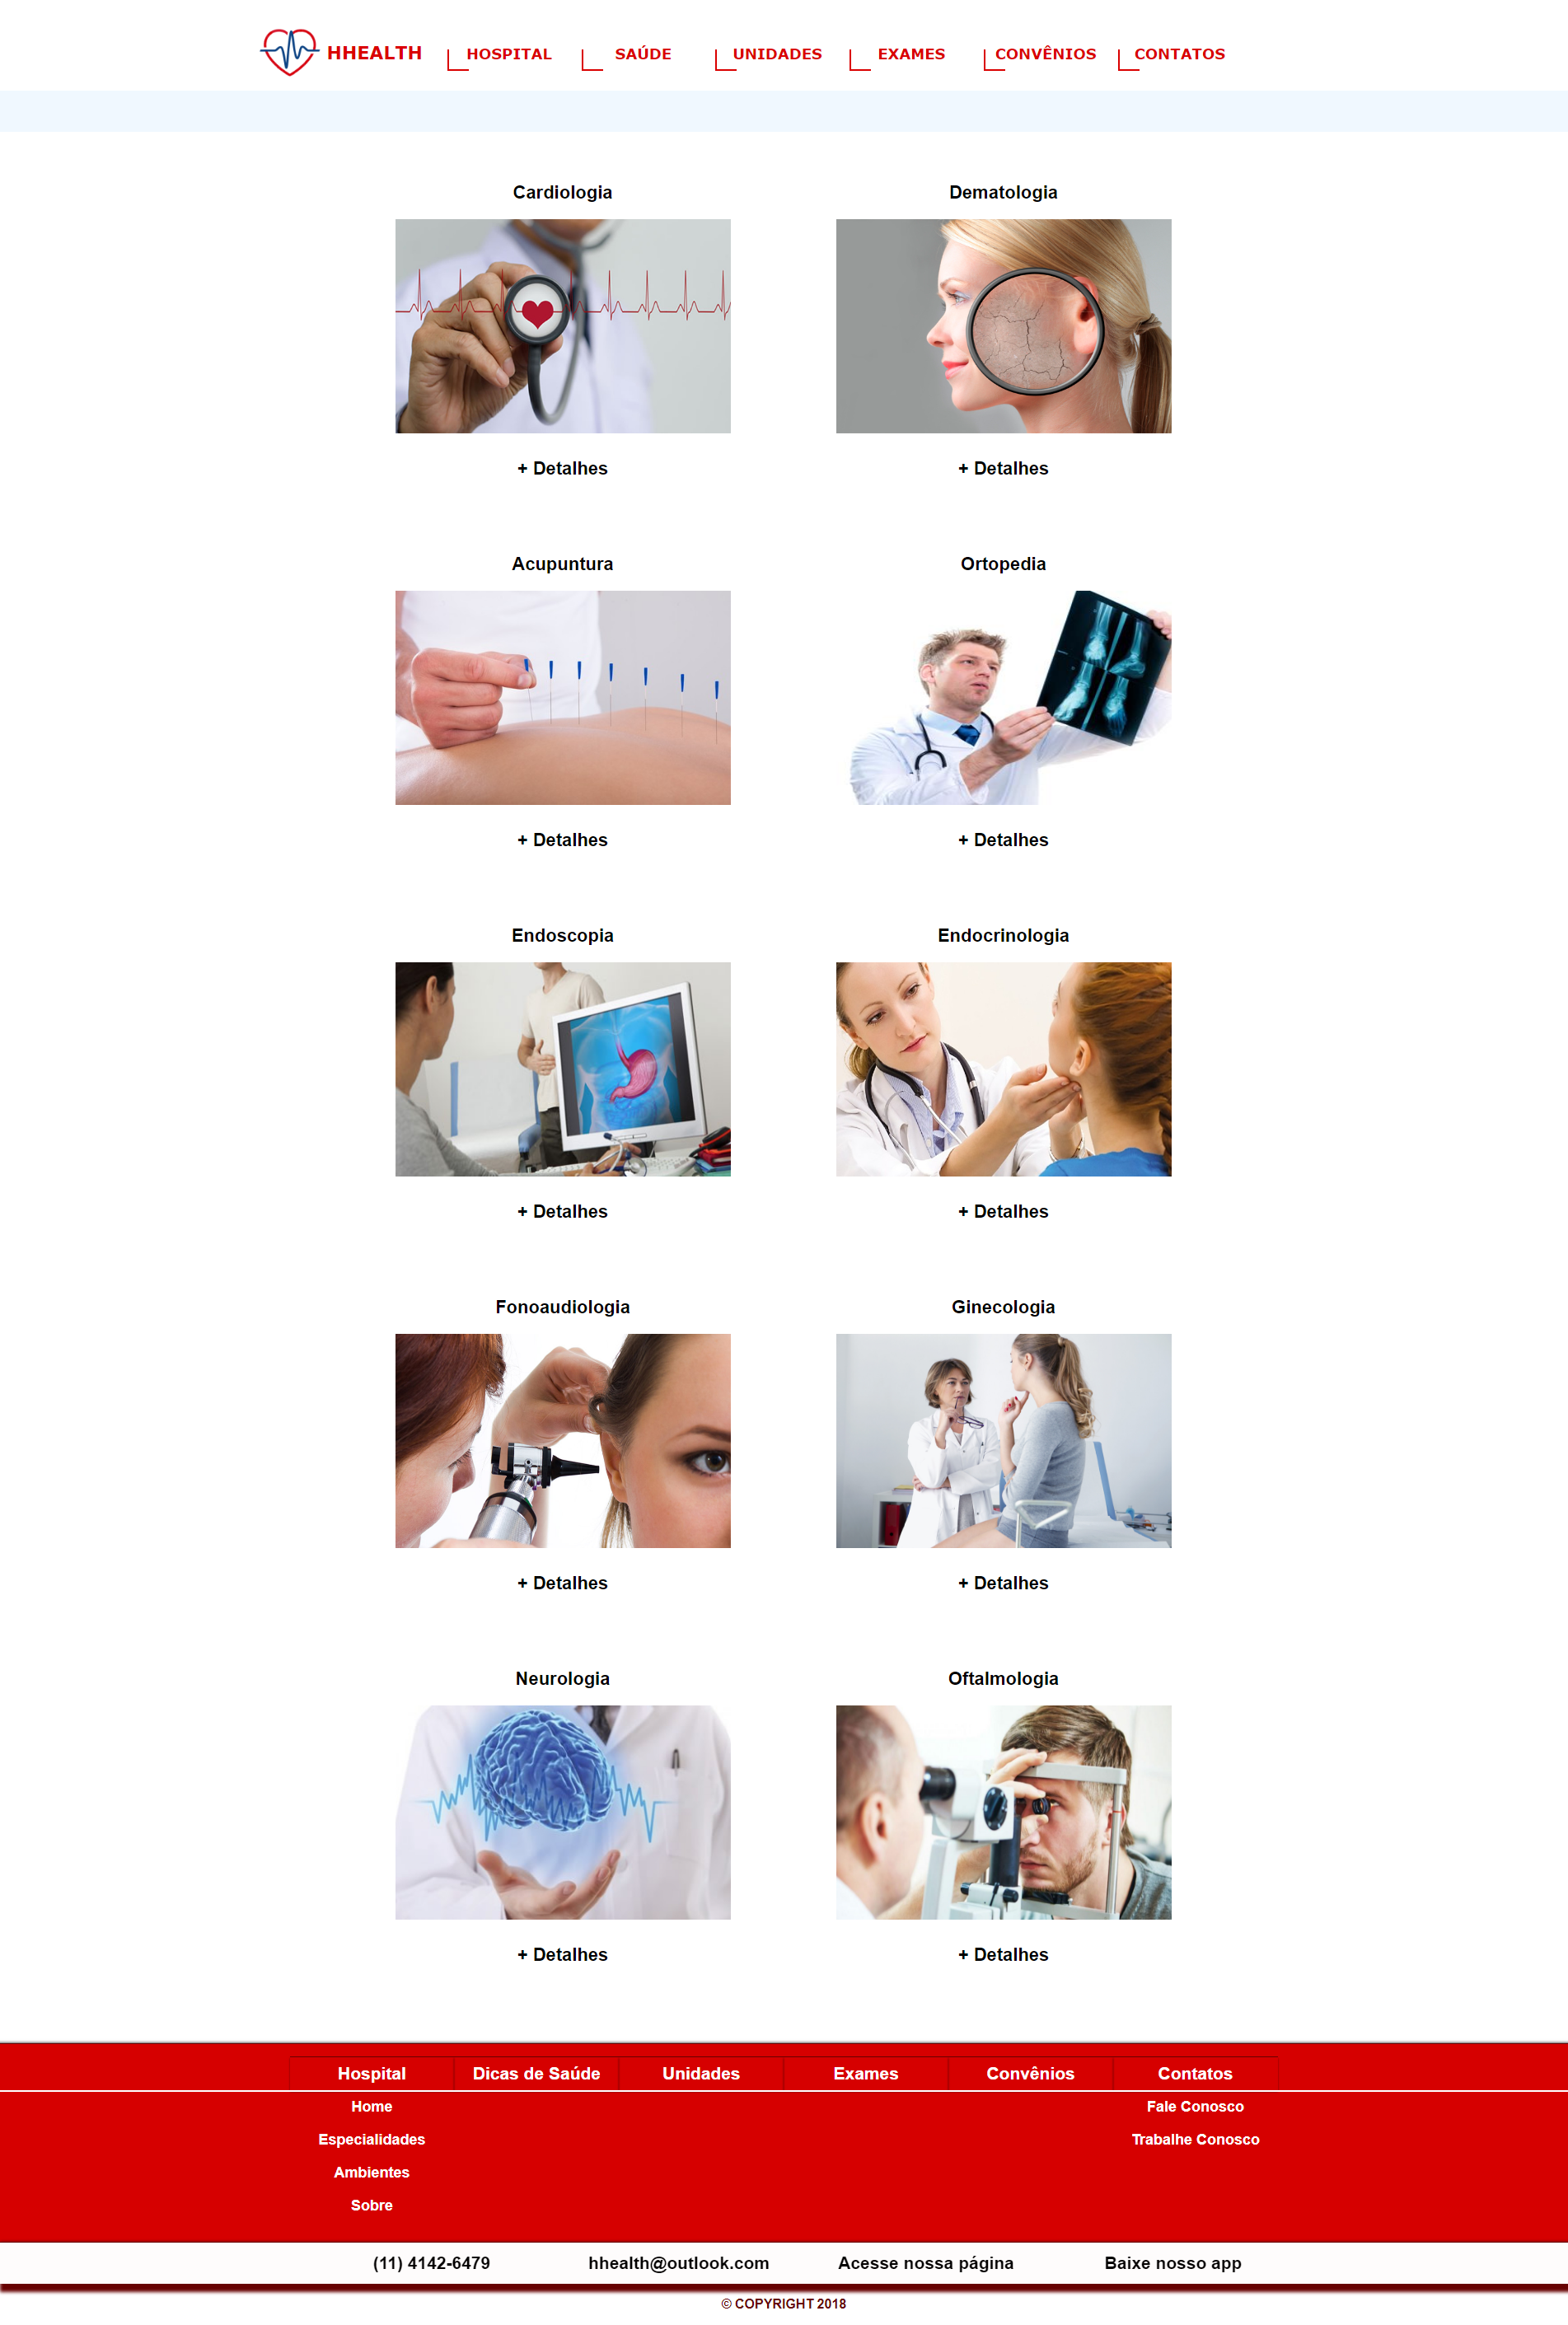 HHEALTH HOSPITAL SAÚDE UNIDADES EXAMES CONVÊNIOS CONTATOS
Cardiologia Dematologia
+ Detalhes + Detalhes
Acupuntura Ortopedia
+ Detalhes + Detalhes
Endoscopia Endocrinologia
+ Detalhes + Detalhes
Fonoaudiologia Ginecologia
+ Detalhes + Detalhes
Neurologia Oftalmologia
+ Detalhes + Detalhes
Hospital Dicas de Saúde Unidades Exames Convênios Contatos
Home Fale Conosco
Especialidades Trabalhe Conosco
Ambientes
Sobre
(11) 4142-6479 hhealth@outlook.com Acesse nossa página Baixe nosso app
© COPYRIGHT 2018